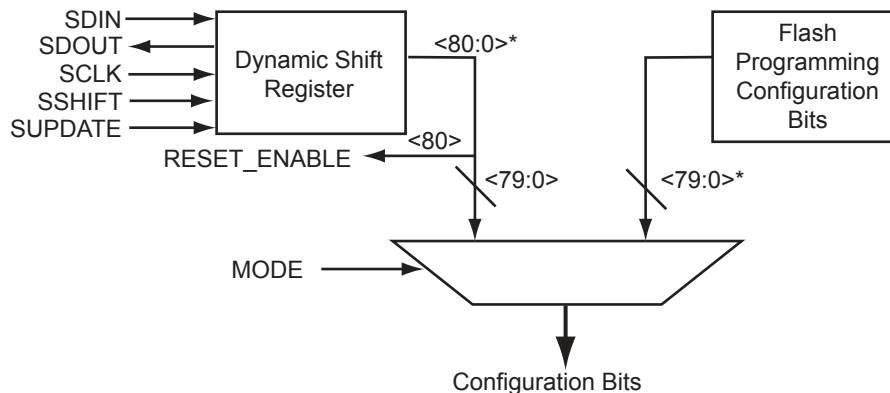 SDIN
SDOUT
SCLK
SSHIFT
SUPDATE
Dynamic Shift
Register
<80:0>*
<80>
RESET_ENABLE
<79:0>
Flash
Programming
Configuration
Bits
<79:0>*
MODE
Configuration Bits